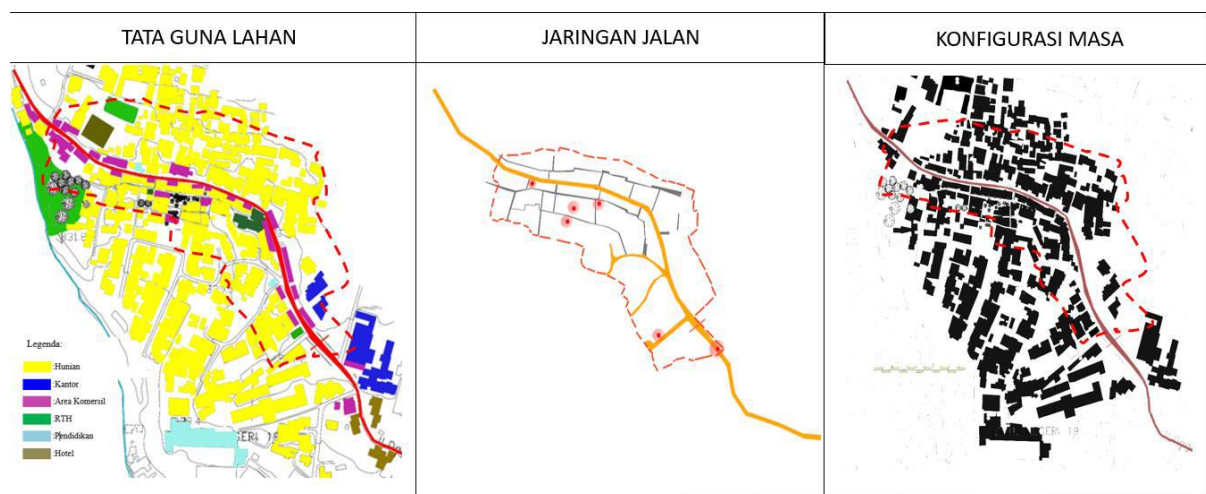 TATA GUNA LAHAN
JARINGAN JALAN
KONFIGURASI MASA
Legenda:
:Hunian
:Kantor
:Area Komersil
:RTH
:Pendidikan
:Hotel